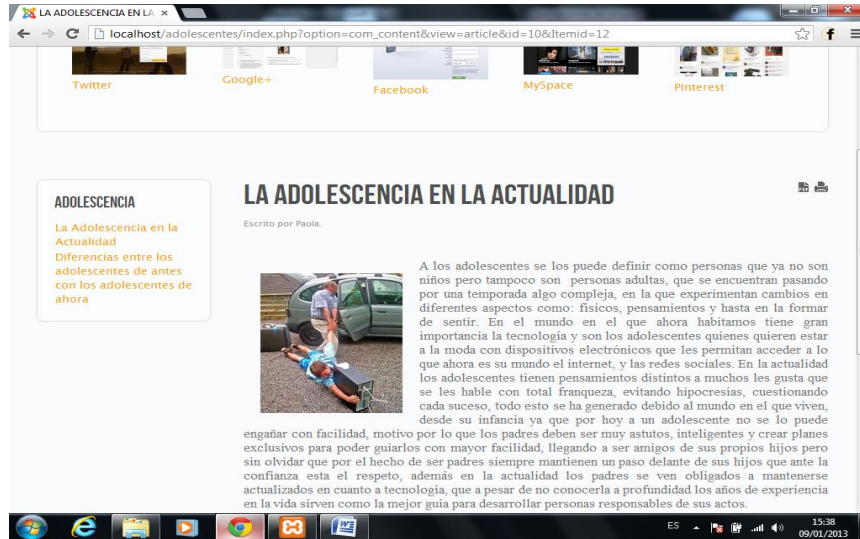 LA ADOLESCENCIA EN LA
localhost/adolescentes/index.php?option=com_content&view=article&id=10&Itemid=12
Twitter
Google+
Facebook
MySpace
Pinterest
ADOLESCENCIA
La Adolescencia en la
Actualidad
Diferencias entre los
adolescentes de antes
con los adolescentes de
ahora
LA ADOLESCENCIA EN LA ACTUALIDAD
Escrito por Paola.
A los adolescentes se los puede definir como personas que ya no son
niños pero tampoco son personas adultas, que se encuentran pasando
por una temporada algo compleja, en la que experimentan cambios en
diferentes aspectos como: físicos, pensamientos y hasta en la formar
de sentir. En el mundo en el que ahora habitamos tiene gran
importancia la tecnología y son los adolescentes quienes quieren estar
a la moda con dispositivos electrónicos que les permitan acceder a lo
que ahora es su mundo el internet, y las redes sociales. En la actualidad
los adolescentes tienen pensamientos distintos a muchos les gusta que
se les hable con total franqueza, evitando hipocresías, cuestionando
cada suceso, todo esto se ha generado debido al mundo en el que viven,
desde su infancia ya que por hoy a un adolescente no se lo puede
engañar con facilidad, motivo por lo que los padres deben ser muy astutos, inteligentes y crear planes
exclusivos para poder guiarlos con mayor facilidad, llegando a ser amigos de sus propios hijos pero
sin olvidar que por el hecho de ser padres siempre mantienen un paso delante de sus hijos que ante la
confianza esta el respeto, además en la actualidad los padres se ven obligados a mantenerse
actualizados en cuanto a tecnología, que a pesar de no conocerla a profundidad los años de experiencia
en la vida sirven como la mejor guía para desarrollar personas responsables de sus actos.
ES
15:38
09/01/2013